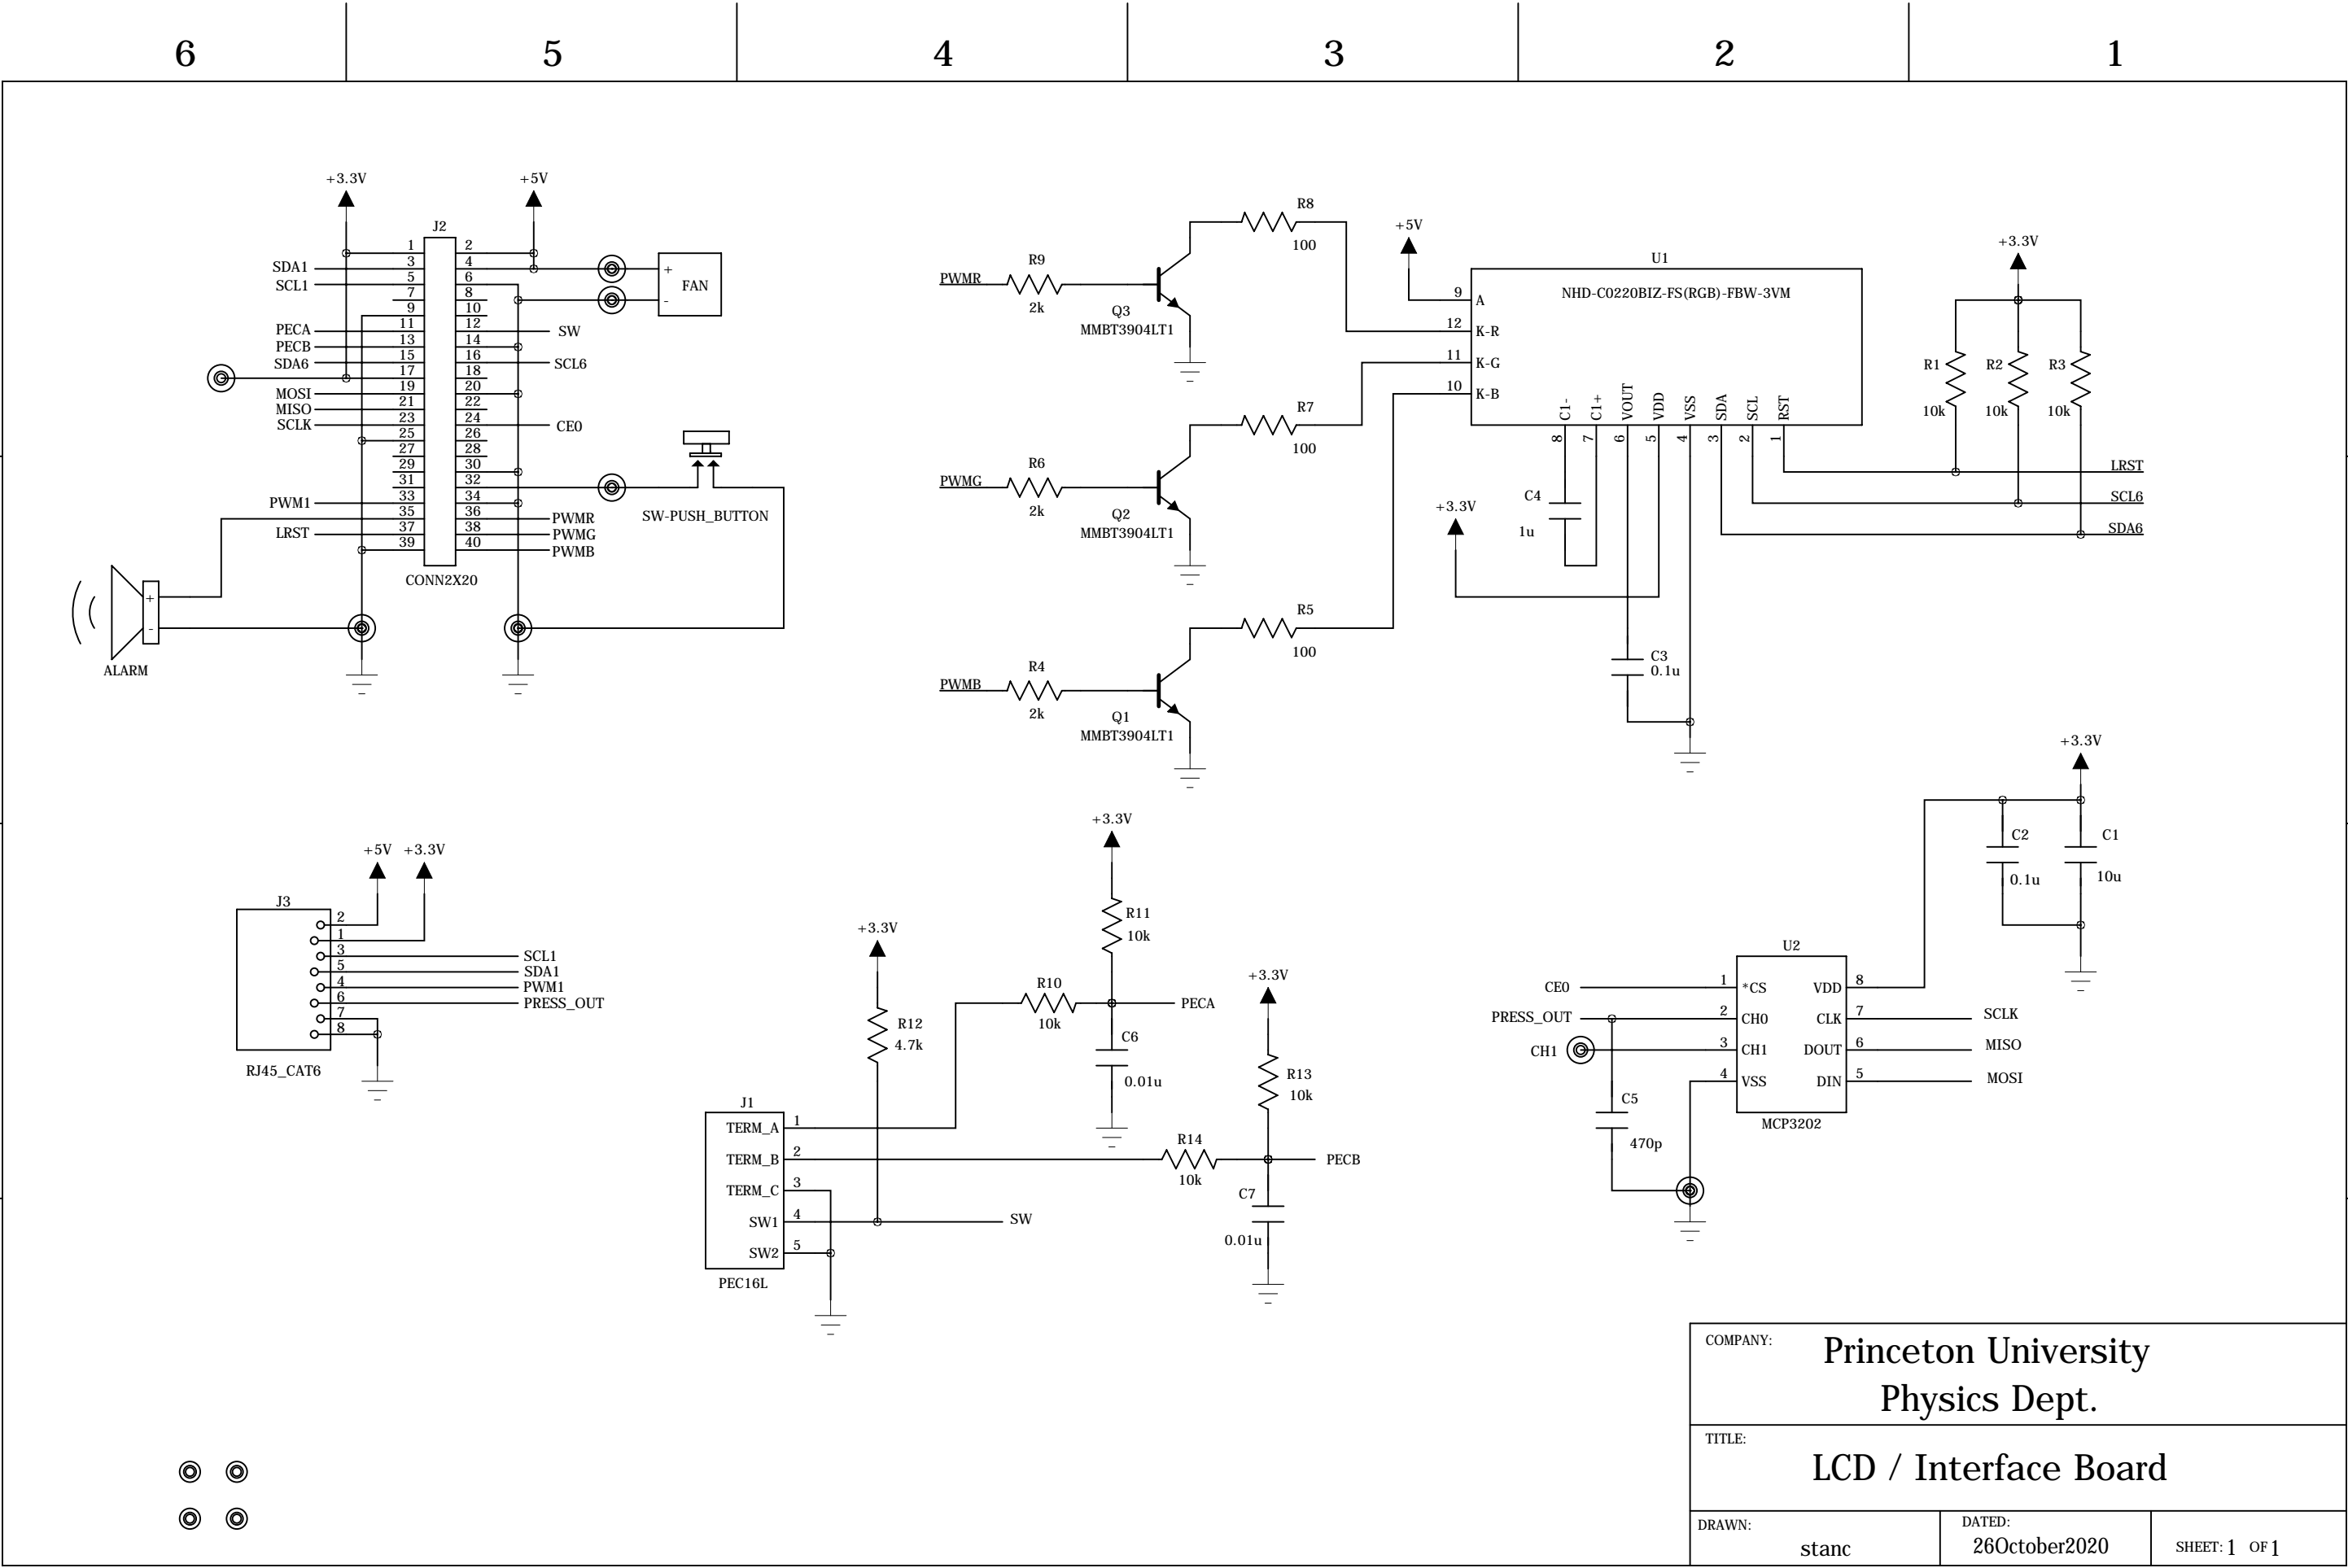 6 5 4 3 2 1
+3.3V +5V
J2
1 2
SDA1 3 4
SCL1 5 6
7 8
9 10
PECA 11 12 SW
PECB 13 14
SDA6 15 16 SCL6
17 18
MOSI 19 20
MISO 21 22
SCLK 23 24 CE0
25 26
27 28
29 30
31 32
PWM1 33 34
35 36 PWMR
LRST 37 38 PWMG
39 40 PWMB
CONN2X20
+
FAN
-
SW-PUSH_BUTTON
+
-
ALARM
PWMR
R9
2k
Q3
MMBT3904LT1
R8
100
PWMG
R6
2k
Q2
MMBT3904LT1
R7
100
PWMB
R4
2k
Q1
MMBT3904LT1
R5
100
+5V
U1
NHD-C0220BIZ-FS(RGB)-FBW-3VM
9 A
12 K-R
11 K-G
10 K-B
C1- C1+ VOUT VDD VSS SDA SCL RST
8 7 6 5 4 3 2 1
C4
1u
+3.3V
C3
0.1u
+3.3V
R1 R2 R3
10k 10k 10k
LRST
SCL6
SDA6
+5V +3.3V
J3
2
1
3 SCL1
5 SDA1
4 PWM1
6 PRESS_OUT
7
8
RJ45_CAT6
+3.3V
R11
10k
R10
10k
PECA
C6
0.01u
+3.3V
R12
4.7k
+3.3V
R13
10k
R14
10k
PECB
C7
0.01u
J1
TERM_A 1
TERM_B 2
TERM_C 3
SW1 4 SW
SW2 5
PEC16L
+3.3V
C2 C1
0.1u 10u
U2
CE0 1 *CS VDD 8
PRESS_OUT 2 CH0 CLK 7 SCLK
CH1 3 CH1 DOUT 6 MISO
4 VSS DIN 5 MOSI
MCP3202
C5
470p
COMPANY: Princeton University
Physics Dept.
TITLE:
LCD / Interface Board
DRAWN: stanc
DATED: 26October2020
SHEET: 1 OF 1